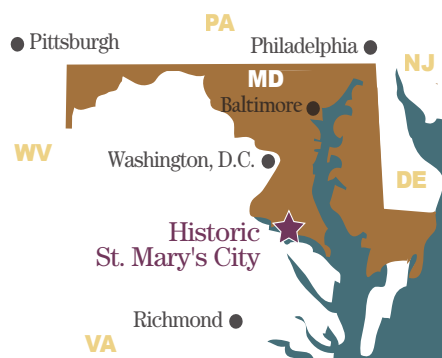 PA
Pittsburgh
Philadelphia
NJ
MD
Baltimore
WV
Washington, D.C.
DE
Historic
St. Mary's City
Richmond
VA